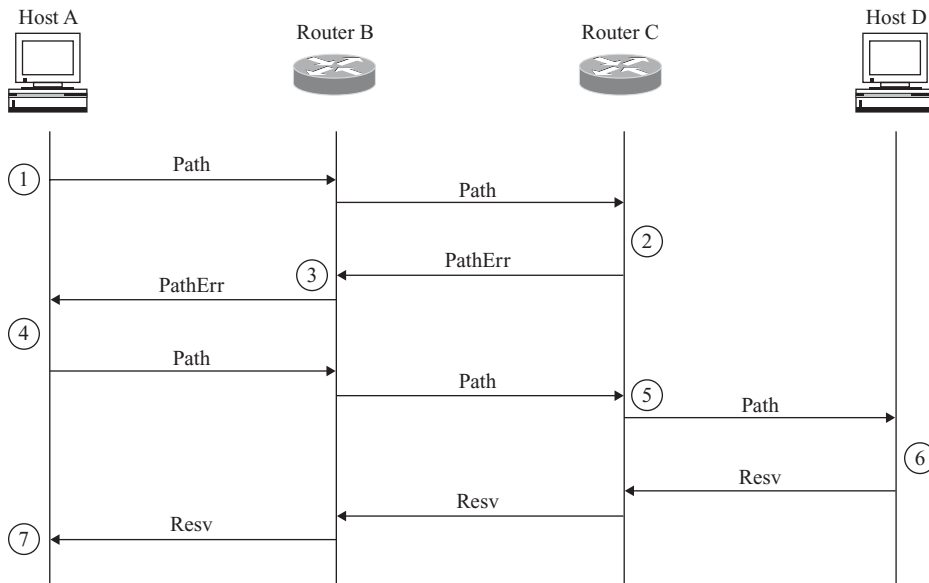 Host A
Router B
Router C
Host D
1
Path
Path
2
PathErr
3
PathErr
4
Path
Path
5
Path
6
Resv
Resv
7
Resv